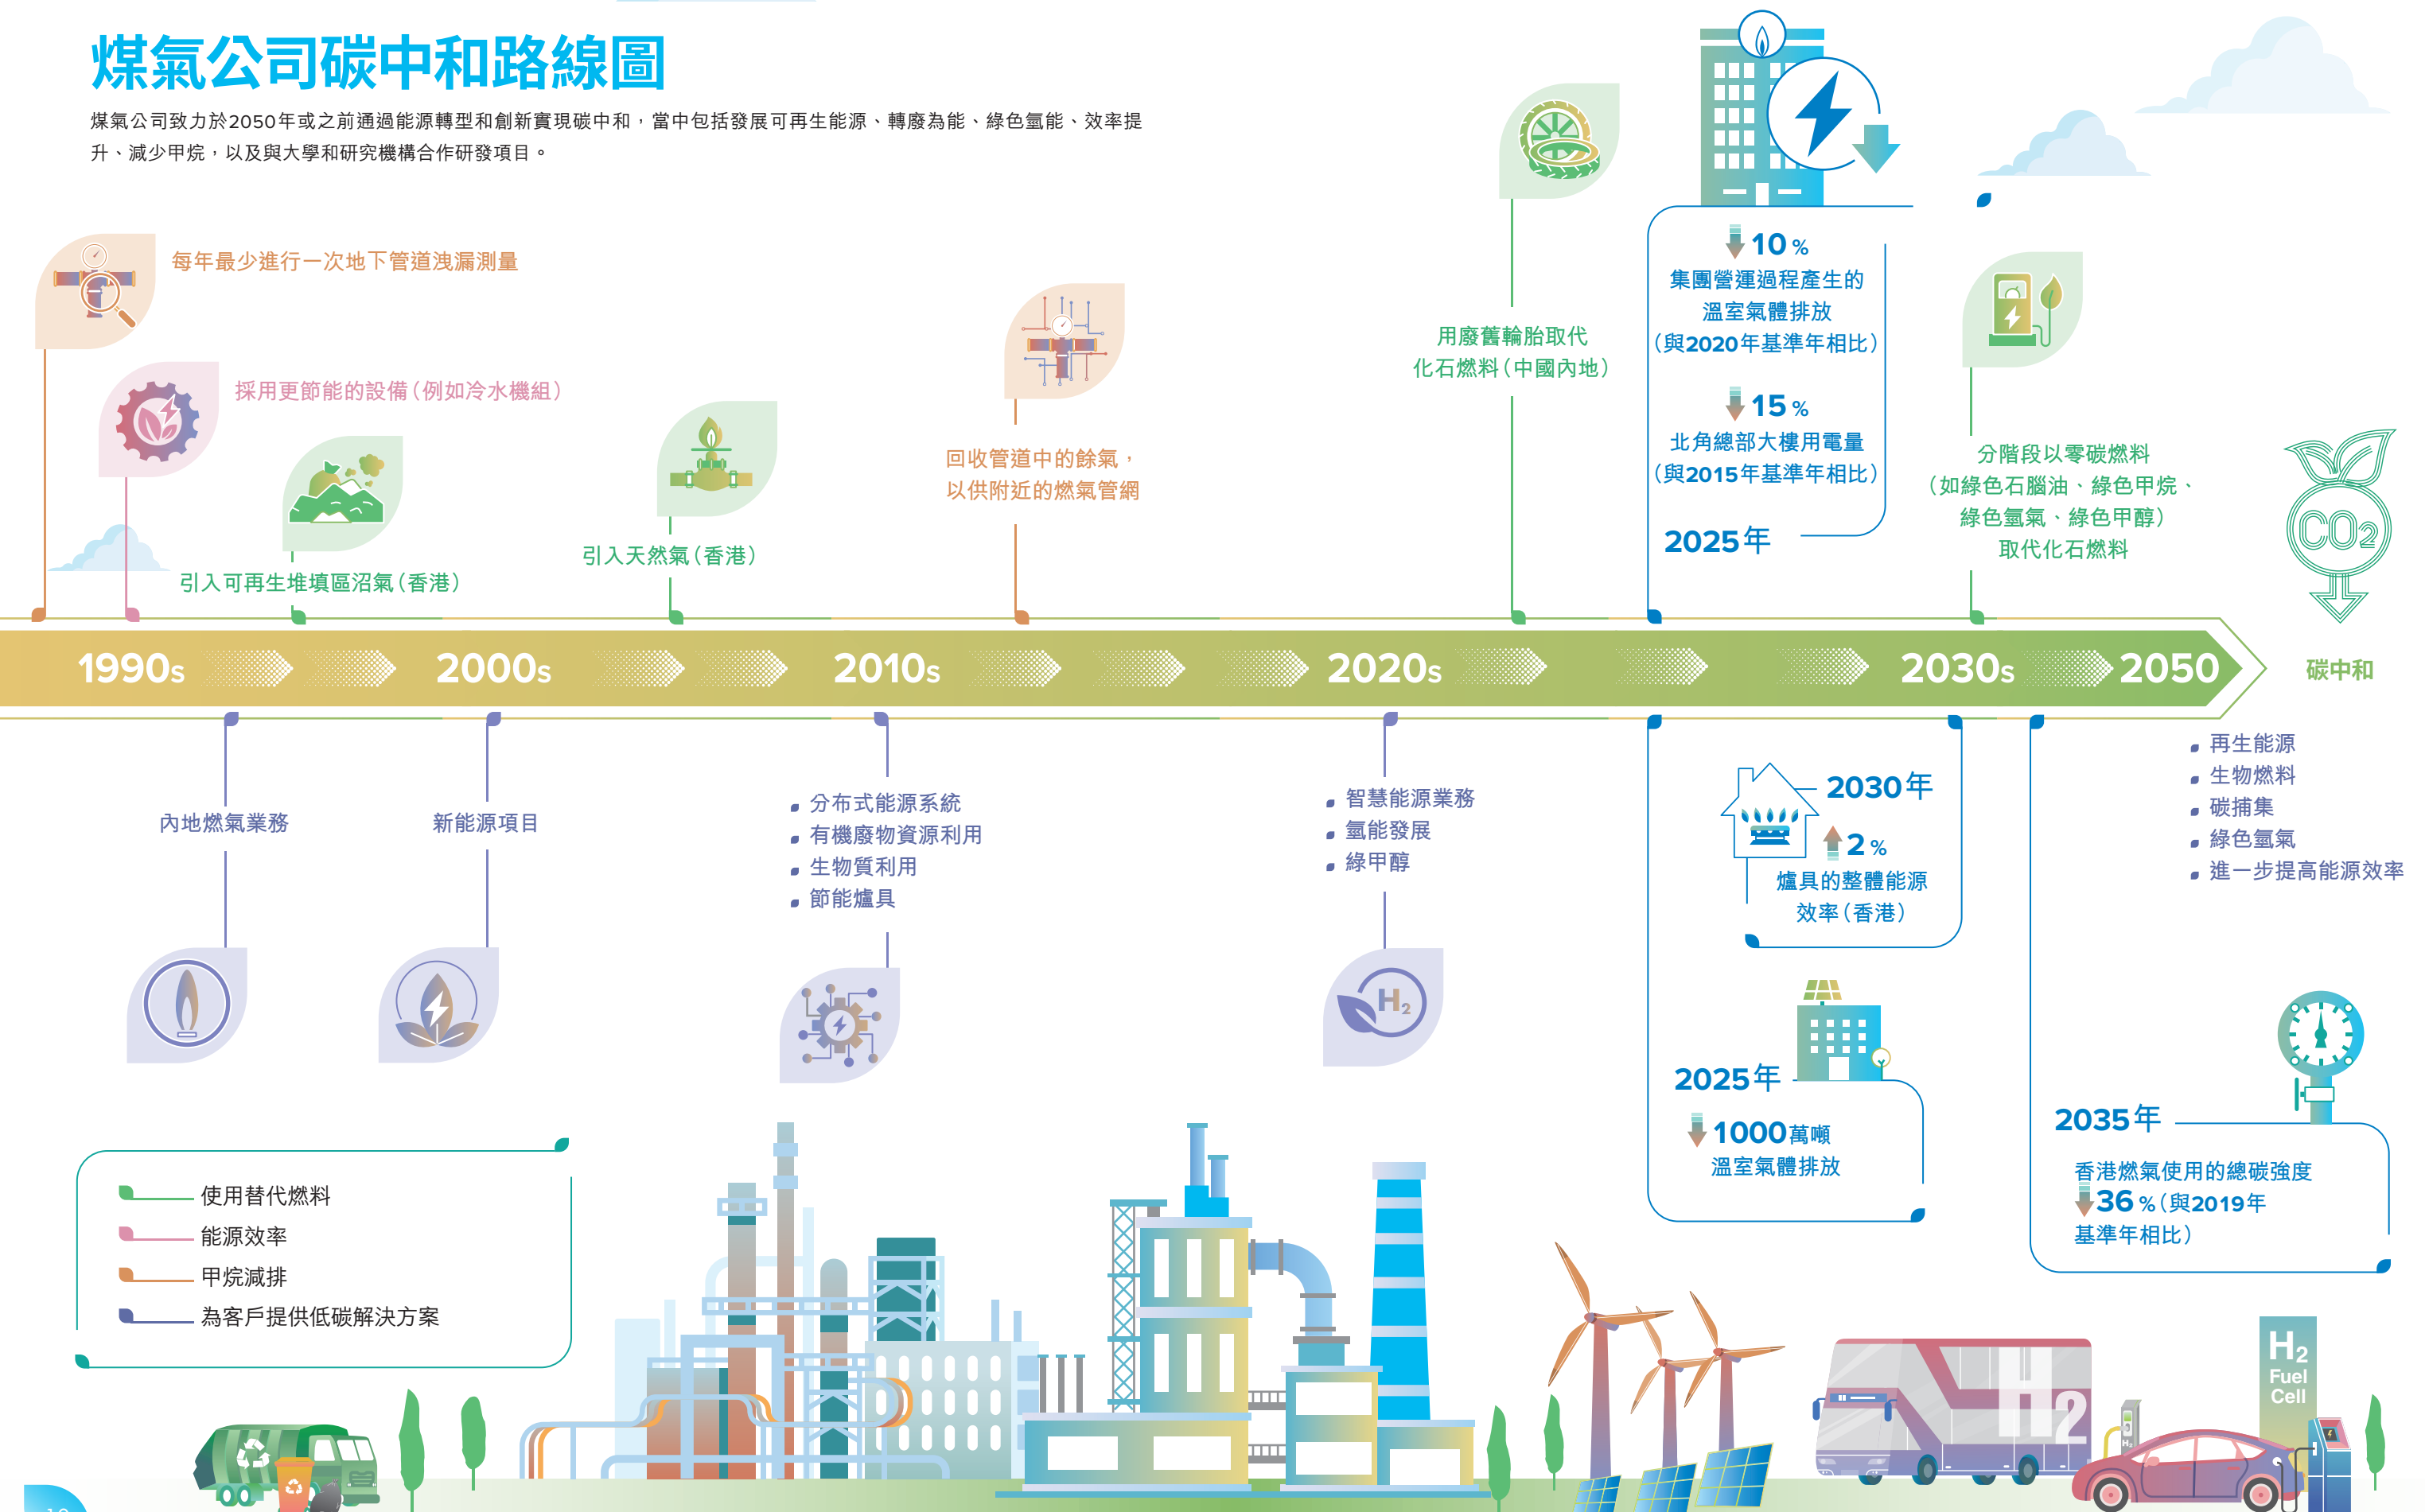 煤氣公司碳中和路線圖
煤氣公司致力於2050年或之前通過能源轉型和創新實現碳中和，當中包括發展可再生能源、轉廢為能、綠色氫能、效率提
升、減少甲烷，以及與大學和研究機構合作研發項目。
每年最少進行一次地下管道洩漏測量
採用更節能的設備（例如冷水機組）
引入可再生堆填區沼氣（香港）
引入天然氣（香港）
回收管道中的餘氣，
以供附近的燃氣管網
用廢舊輪胎取代
化石燃料（中國內地）
10 %
集團營運過程產生的
溫室氣體排放
（與2020年基準年相比）
15 %
北角總部大樓用電量
（與2015年基準年相比）
2025年
分階段以零碳燃料
（如綠色石腦油、綠色甲烷、
綠色氫氣、綠色甲醇）
取代化石燃料
CO2
1990s
2000s
2010s
2020s
2030s
2050
碳中和
內地燃氣業務
新能源項目
分布式能源系統
有機廢物資源利用
生物質利用
節能爐具
智慧能源業務
氫能發展
綠甲醇
H2
2030年
2 %
爐具的整體能源
效率（香港）
2025年
1000萬噸
溫室氣體排放
再生能源
生物燃料
碳捕集
綠色氫氣
進一步提高能源效率
2035年
香港燃氣使用的總碳強度
36 %（與2019年
基準年相比）
使用替代燃料
能源效率
甲烷減排
為客戶提供低碳解決方案
H2
H2
Fuel
Cell
H2